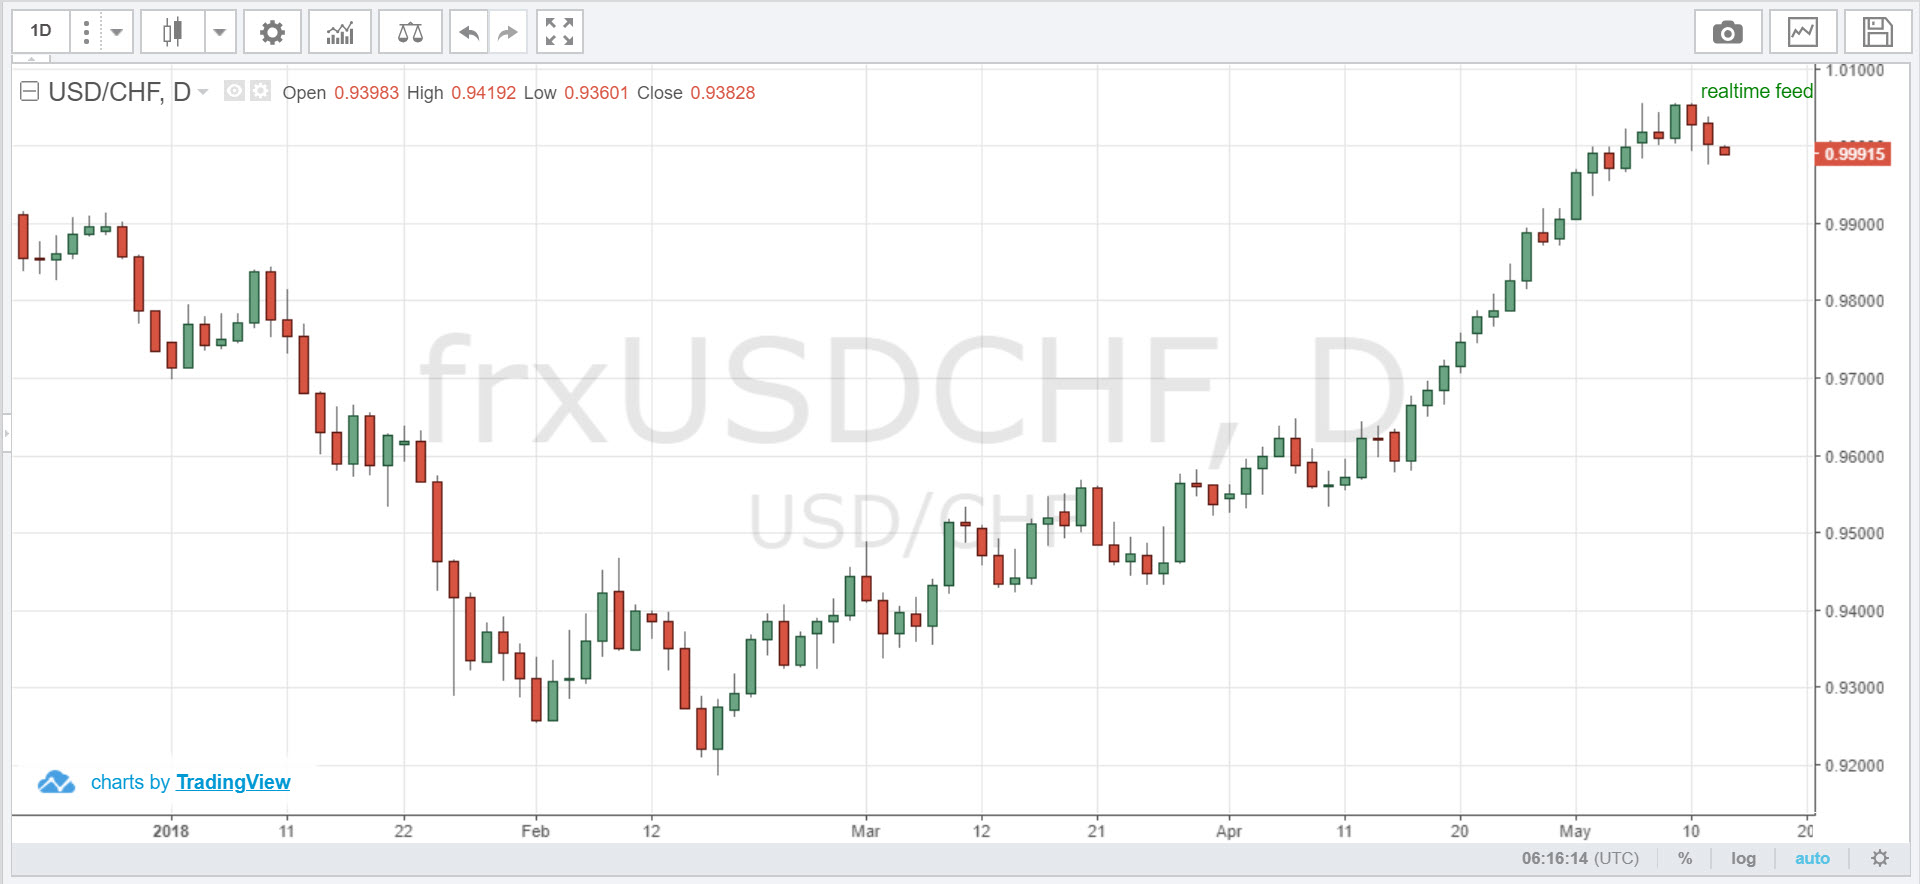 1D
USD/CHF, D Open 0.93983 High 0.94192 Low 0.93601 Close 0.93828
realtime feed
1.01000
0.99915
0.99000
0.98000
0.97000
0.96000
0.95000
0.94000
0.93000
0.92000
frxUSDCHF, D
USD/CHF
charts by TradingView
2018 11 22 Feb 12 Mar 12 21 Apr 11 20 May 10 20
06:16:14 (UTC) % log auto